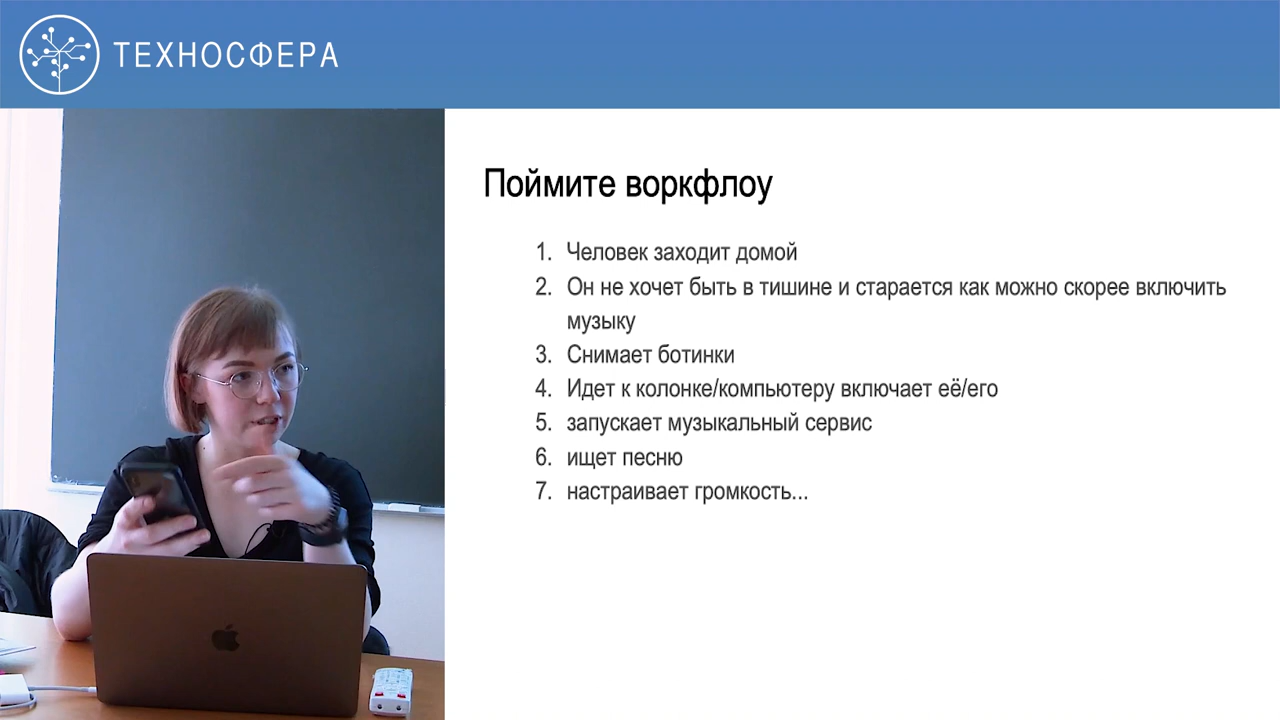 ТЕХНОСФЕРА
Поймите воркфлоу
1. Человек заходит домой
2. Он не хочет быть в тишине и старается как можно скорее включить
музыку
3. Снимает ботинки
4. Идет к колонке/компьютеру включает её/его
5. запускает музыкальный сервис
6. ищет песню
7. настраивает громкость...